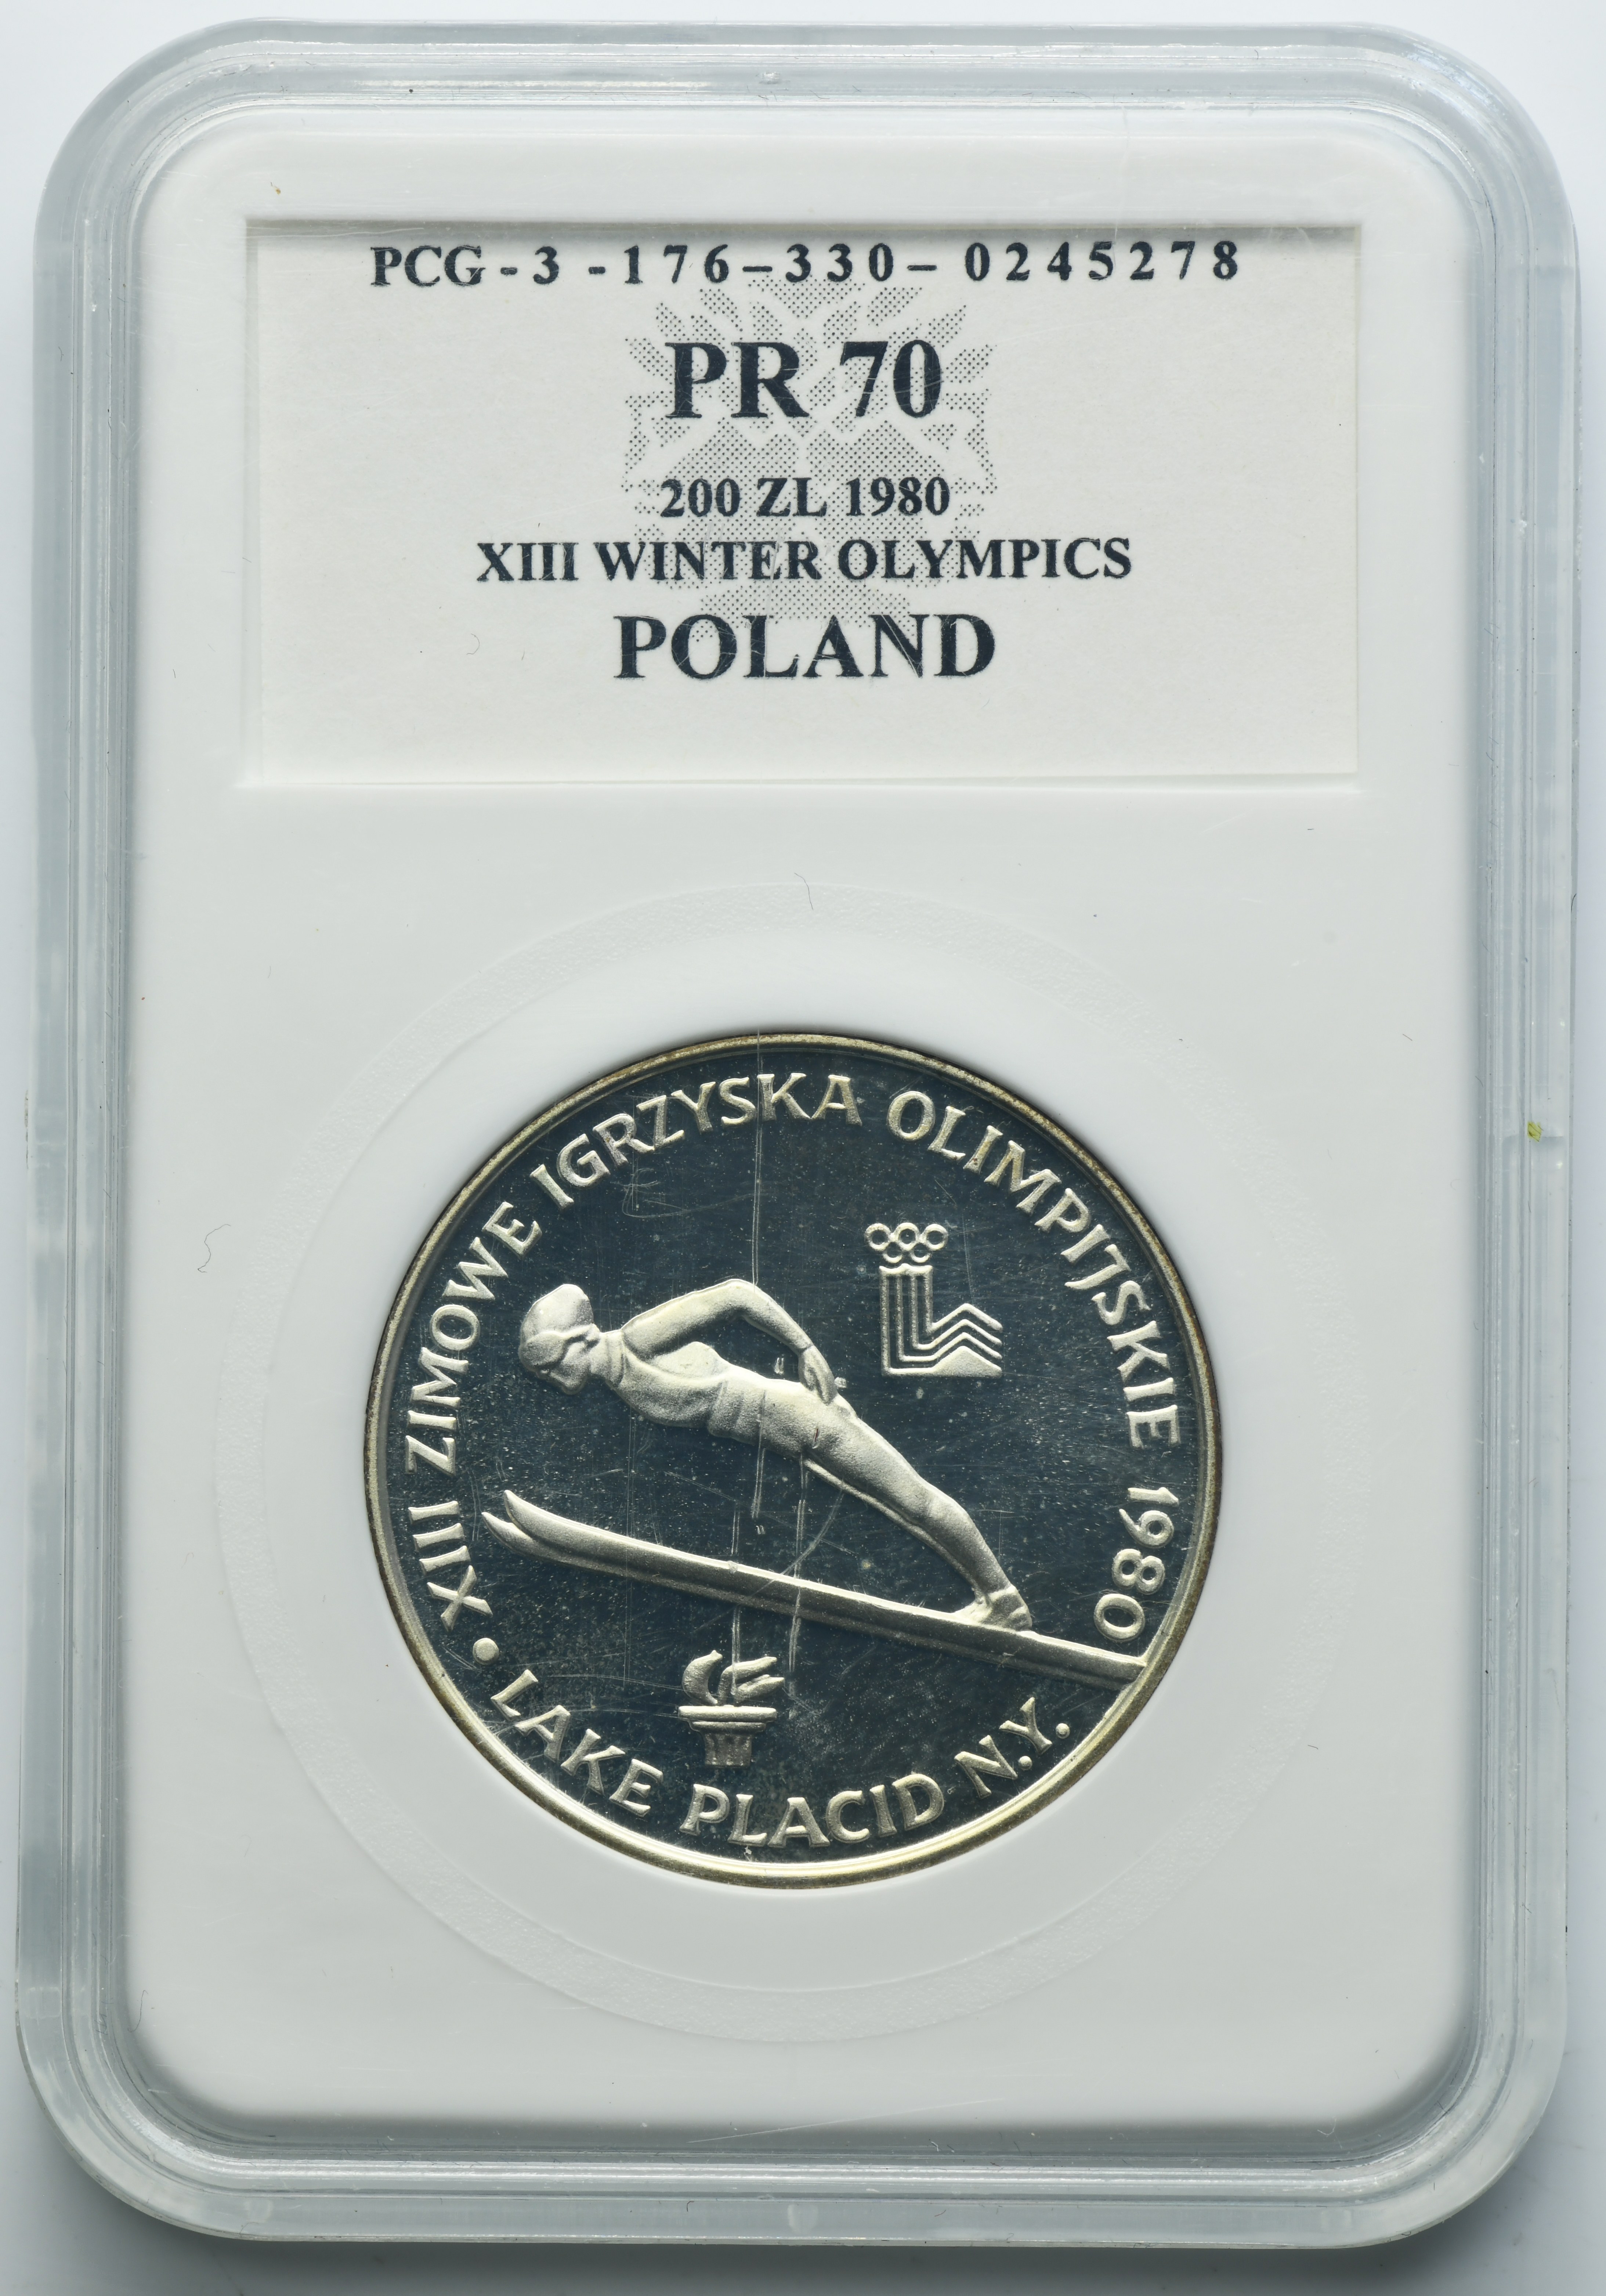 PCG-3-176-330-0245278
PR 70
200 ZL 1980
XIII WINTER OLYMPICS
POLAND
XIII ZIMOWE IGRZYSKA OLIMPIJSKIE 1980
• LAKE PLACID N.Y.